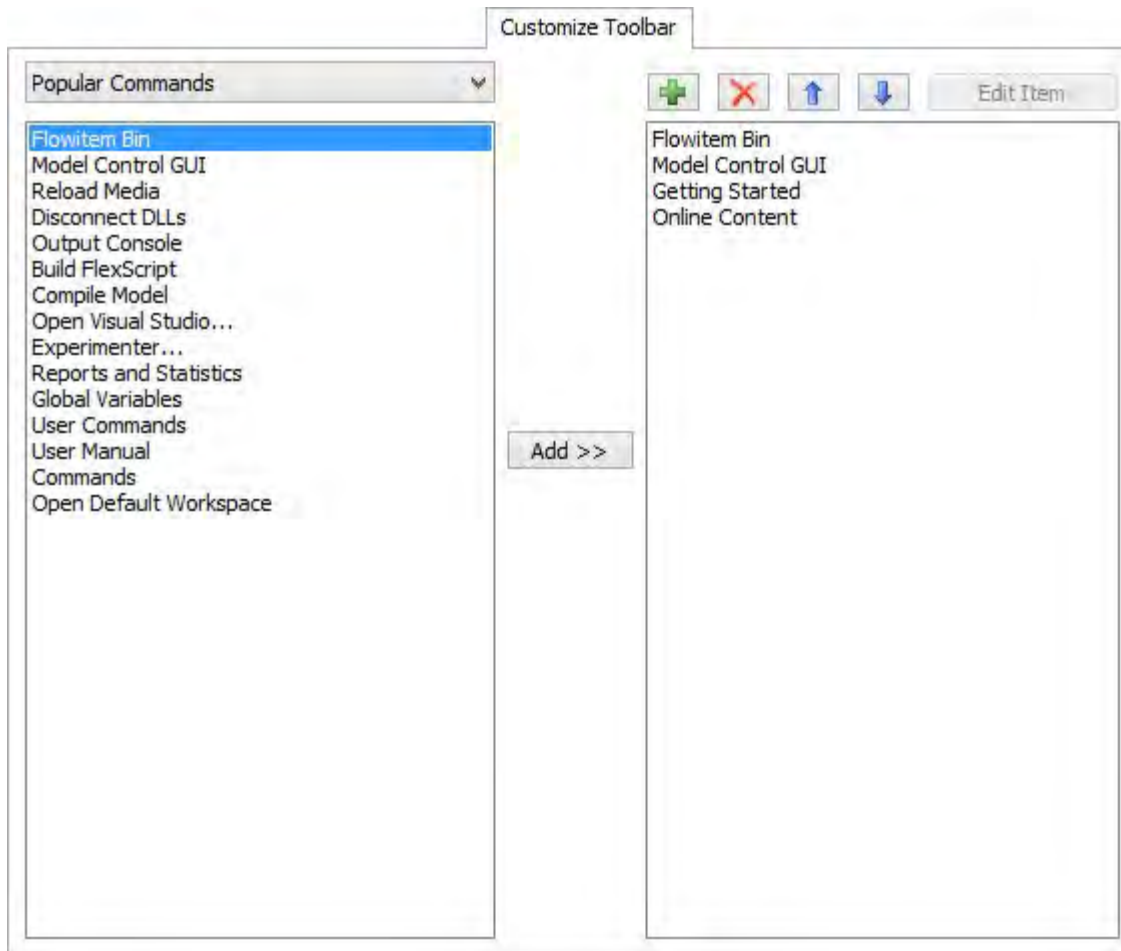 Customize Toolbar
Popular Commands
Edit Item
Flowitem Bin
Model Control GUI
Reload Media
Disconnect DLLs
Output Console
Build FlexScript
Compile Model
Open Visual Studio...
Experimenter...
Reports and Statistics
Global Variables
User Commands
User Manual
Commands
Open Default Workspace
Add >>
Flowitem Bin
Model Control GUI
Getting Started
Online Content